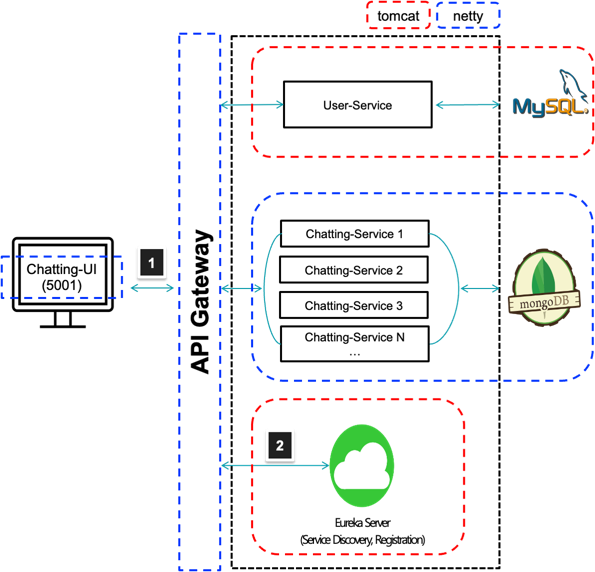 tomcat
netty
User-Service
MySQL
API Gateway
Chatting-UI
(5001)
1
Chatting-Service 1
Chatting-Service 2
Chatting-Service 3
Chatting-Service N
...
mongoDB
2
Eureka Server
(Service Discovery, Registration)